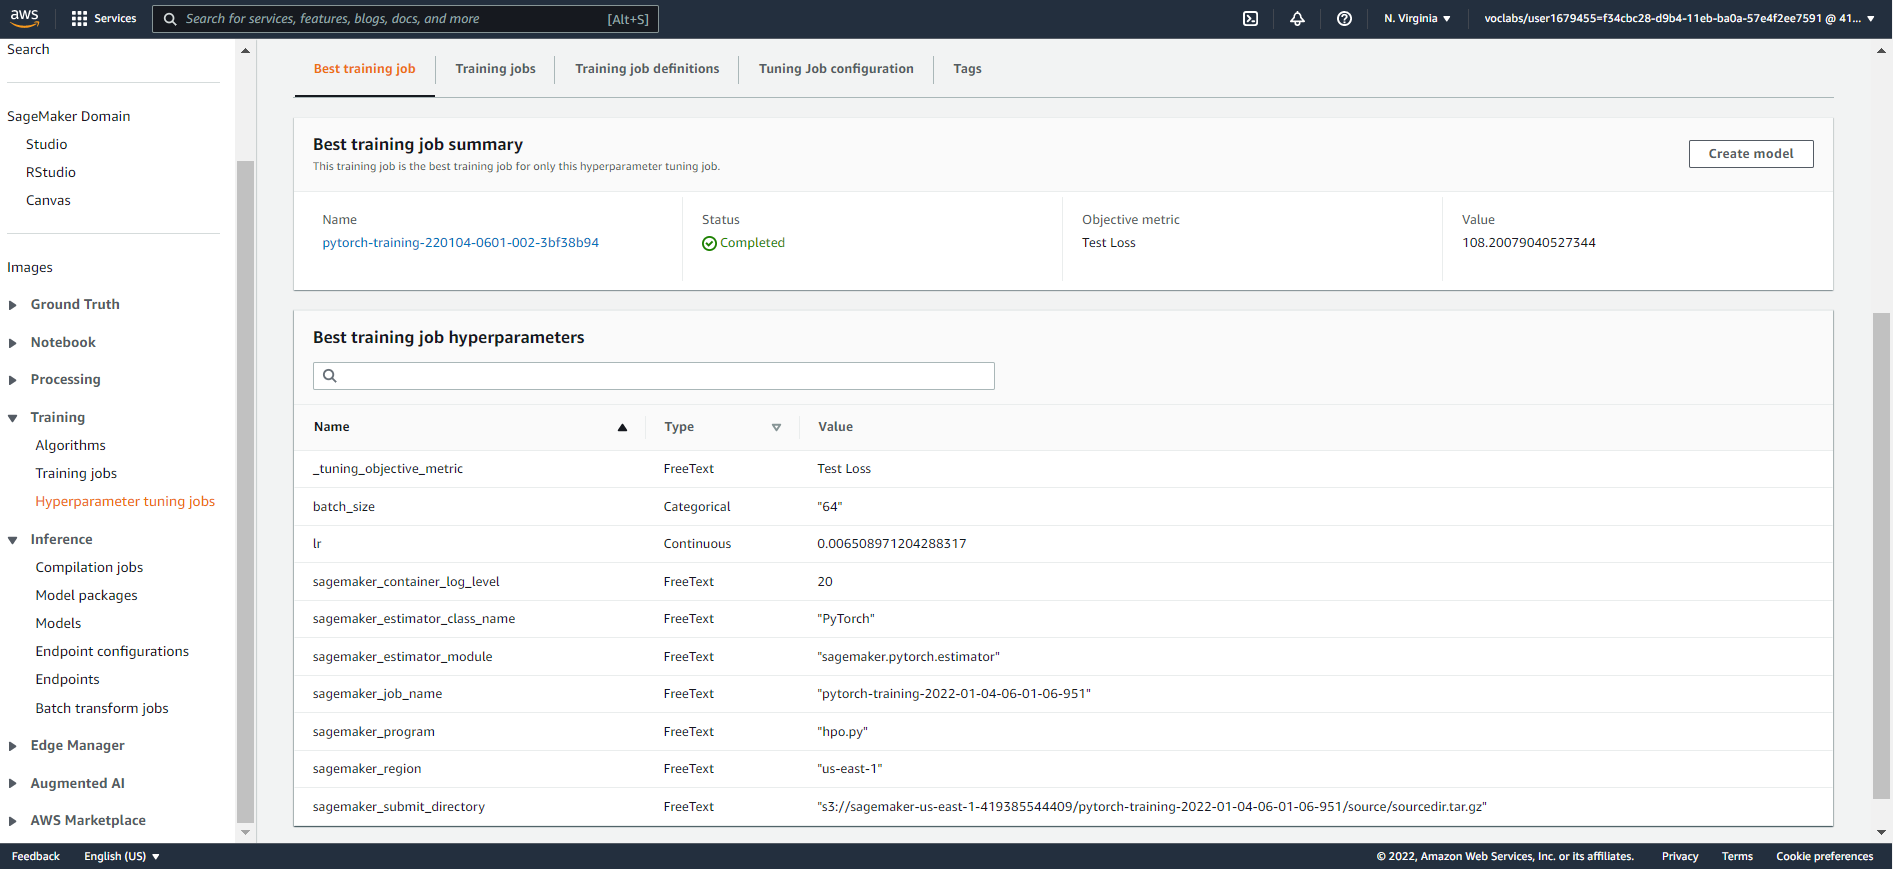 aws Services Search for services, features, blogs, docs, and more [Alt+S] N. Virginia voclabs/user1679455=f34cbc28-d9b4-11eb-ba0a-57e4f2ee7591 @ 41...
Search
SageMaker Domain
Studio
RStudio
Canvas
Images
Ground Truth
Notebook
Processing
Training
Algorithms
Training jobs
Hyperparameter tuning jobs
Inference
Compilation jobs
Model packages
Models
Endpoint configurations
Endpoints
Batch transform jobs
Edge Manager
Augmented AI
AWS Marketplace
Best training job Training jobs Training job definitions Tuning Job configuration Tags
Best training job summary
This training job is the best training job for only this hyperparameter tuning job.
Create model
Name Status Objective metric Value
pytorch-training-220104-0601-002-3bf38b94 Completed Test Loss 108.20079040527344
Best training job hyperparameters
Name Type Value
_tuning_objective_metric FreeText Test Loss
batch_size Categorical "64"
lr Continuous 0.006508971204288317
sagemaker_container_log_level FreeText 20
sagemaker_estimator_class_name FreeText "PyTorch"
sagemaker_estimator_module FreeText "sagemaker.pytorch.estimator"
sagemaker_job_name FreeText "pytorch-training-2022-01-04-06-01-06-951"
sagemaker_program FreeText "hpo.py"
sagemaker_region FreeText "us-east-1"
sagemaker_submit_directory FreeText "s3://sagemaker-us-east-1-419385544409/pytorch-training-2022-01-04-06-01-06-951/source/sourcedir.tar.gz"
Feedback English (US) © 2022, Amazon Web Services, Inc. or its affiliates. Privacy Terms Cookie preferences